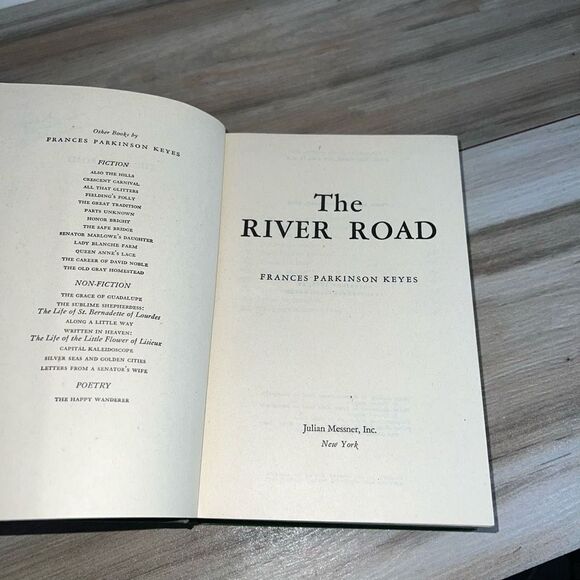 Other Books by
FRANCES PARKINSON KEYES
FICTION
ALSO THE HILLS
CRESCENT CARNIVAL
ALL THAT GLITTERS
FIELDING'S FOLLY
THE GREAT TRADITION
PARTS UNKNOWN
HONOR BRIGHT
THE SAFE BRIDGE
SENATOR MARLOWE'S DAUGHTER
LADY BLANCHE FARM
QUEEN ANNE'S LACE
THE CAREER OF DAVID NOBLE
THE OLD GRAY HOMESTEAD
NON-FICTION
THE GRACE OF GUADALUPE
THE SUBLIME SHEPHERDESS:
The Life of St. Bernadette of Lourdes
ALONG A LITTLE WAY
WRITTEN IN HEAVEN:
The Life of the Little Flower of Lisieux
CAPITAL KALEIDOSCOPE
SILVER SEAS AND GOLDEN CITIES
LETTERS FROM A SENATOR'S WIFE
POETRY
THE HAPPY WANDERER
The
RIVER ROAD
FRANCES PARKINSON KEYES
Julian Messner, Inc.
New York